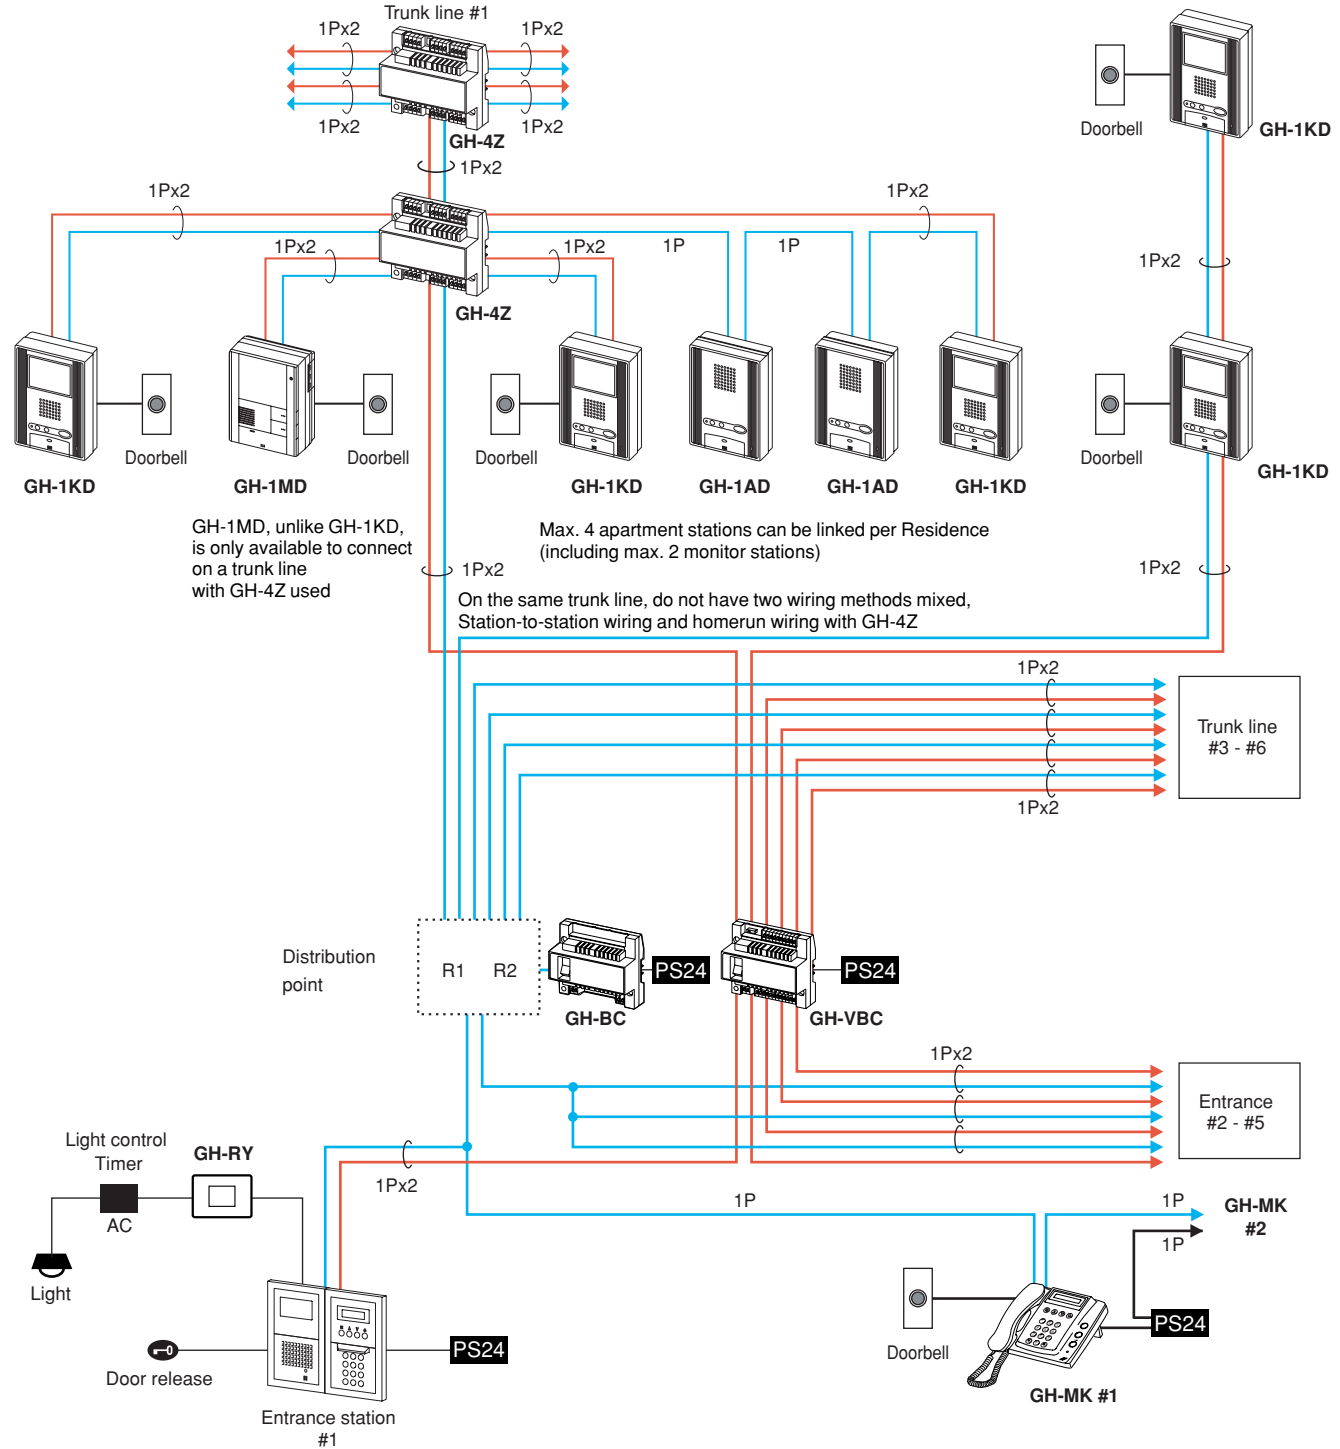 Trunk line #1
1Px2
1Px2
1Px2
1Px2
GH-4Z
1Px2
Doorbell
GH-1KD
1Px2
1Px2
1Px2
1Px2
1P
1P
1Px2
GH-4Z
Doorbell
Doorbell
Doorbell
Doorbell
GH-1KD
GH-1MD
GH-1KD
GH-1AD
GH-1AD
GH-1KD
GH-1KD
GH-1MD, unlike GH-1KD,
is only available to connect
on a trunk line
with GH-4Z used
Max. 4 apartment stations can be linked per Residence
(including max. 2 monitor stations)
1Px2
1Px2
On the same trunk line, do not have two wiring methods mixed,
Station-to-station wiring and homerun wiring with GH-4Z
1Px2
Trunk line
#3 - #6
1Px2
Distribution
point
R1
R2
PS24
PS24
GH-BC
GH-VBC
1Px2
Entrance
#2 - #5
Light control
Timer
GH-RY
1Px2
AC
1P
1P
1P
GH-MK
#2
Light
PS24
Door release
PS24
Doorbell
GH-MK #1
Entrance station
#1